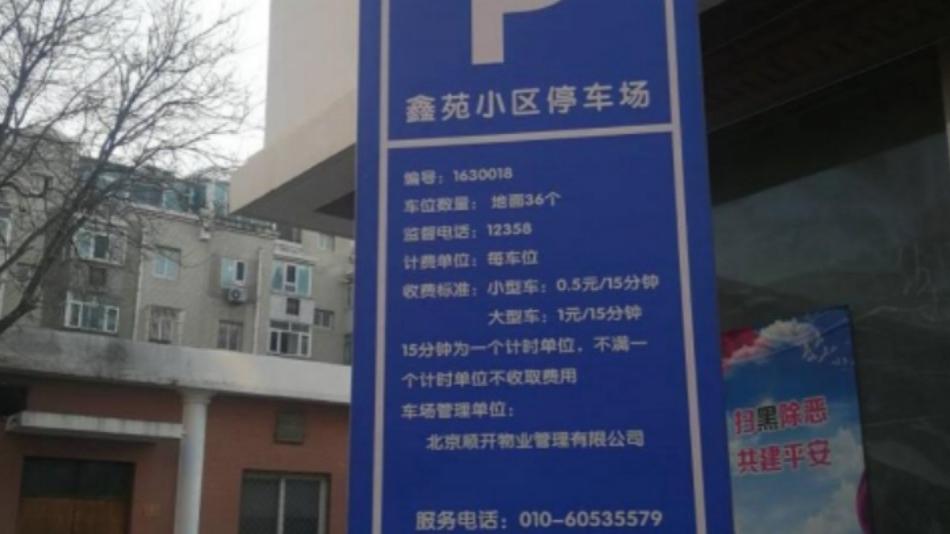 P
鑫苑小区停车场
编号：1630018
车位数量： 地面36个
监督电话：12358
计费单位：每车位
收费标准：小型车：0.5元/15分钟
大型车：1元/15分钟
15分钟为一个计时单位，不满一
个计时单位不收取费用
车场管理单位：
北京顺开物业管理有限公司
服务电话：010-60535579
扫黑除恶
共建平安